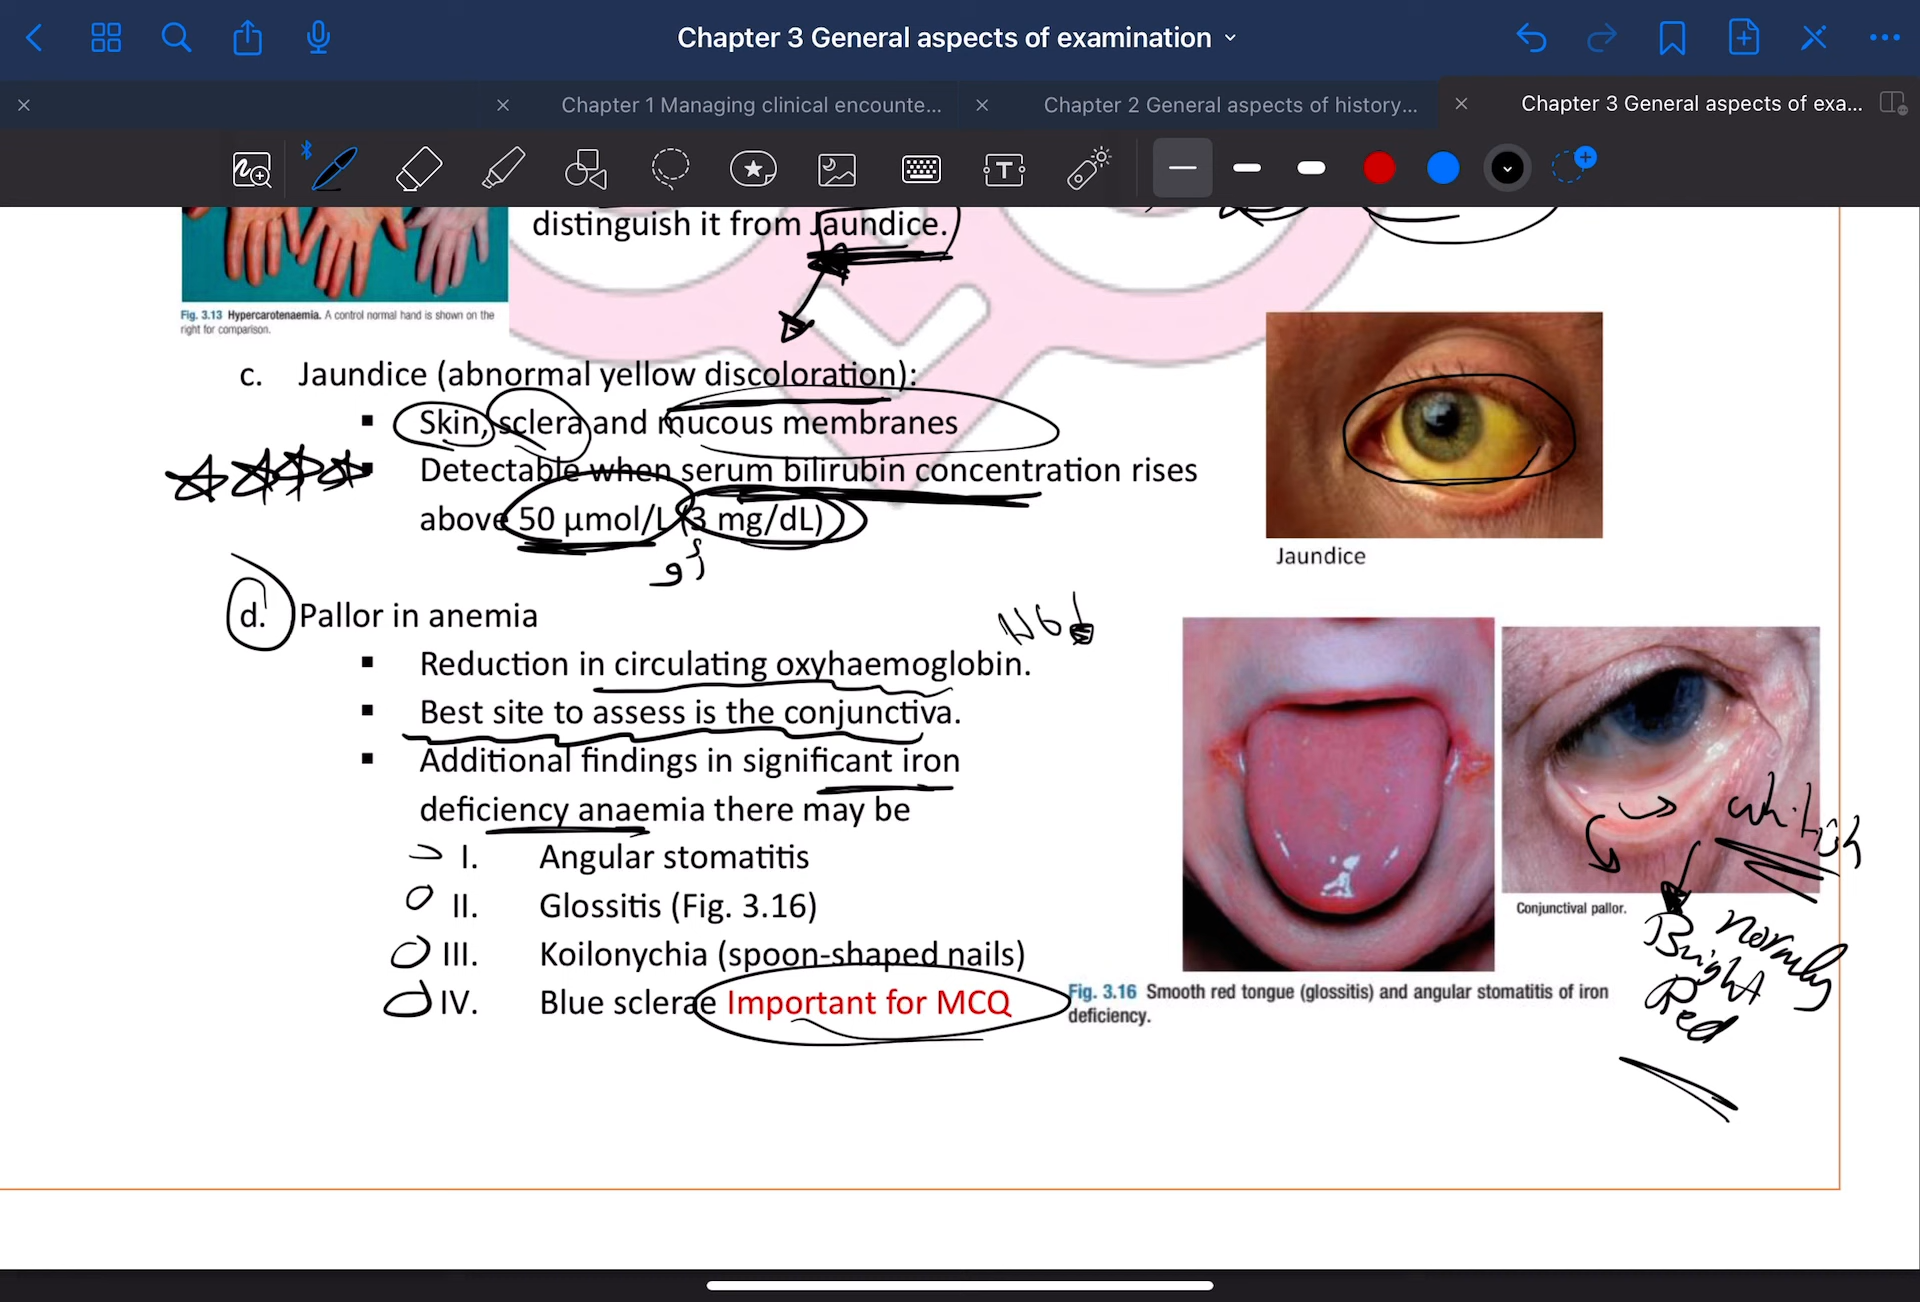 Chapter 3 General aspects of examination
Chapter 1 Managing clinical encounte...
Chapter 2 General aspects of history...
Chapter 3 General aspects of exa...
distinguish it from Jaundice.
Fig. 3.13 Hypercarotenaemia. A control normal hand is shown on the
right for comparison.
c. Jaundice (abnormal yellow discoloration):
▪ Skin, sclera and mucous membranes
▪ Detectable when serum bilirubin concentration rises
above 50 µmol/L (3 mg/dL)
أو
Jaundice
d. Pallor in anemia
▪ Reduction in circulating oxyhaemoglobin.
▪ Best site to assess is the conjunctiva.
▪ Additional findings in significant iron
deficiency anaemia there may be
I. Angular stomatitis
II. Glossitis (Fig. 3.16)
III. Koilonychia (spoon-shaped nails)
IV. Blue sclerae Important for MCQ
whitish
Conjunctival pallor.
normaly
Bright
Red
Fig. 3.16 Smooth red tongue (glossitis) and angular stomatitis of iron
deficiency.